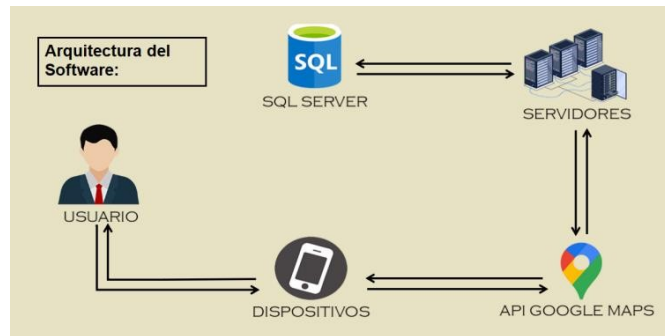 Arquitectura del
Software:
SQL
SQL SERVER
SERVIDORES
USUARIO
DISPOSITIVOS
API GOOGLE MAPS